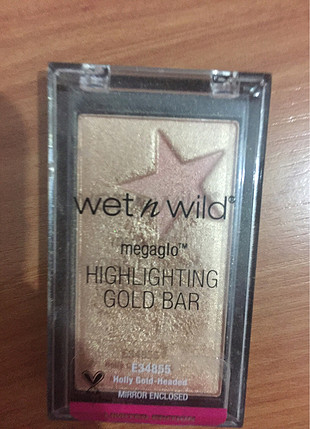 wet n wild®
megaglo™
HIGHLIGHTING
GOLD BAR
E34855
Holly Gold-Headed
MIRROR ENCLOSED